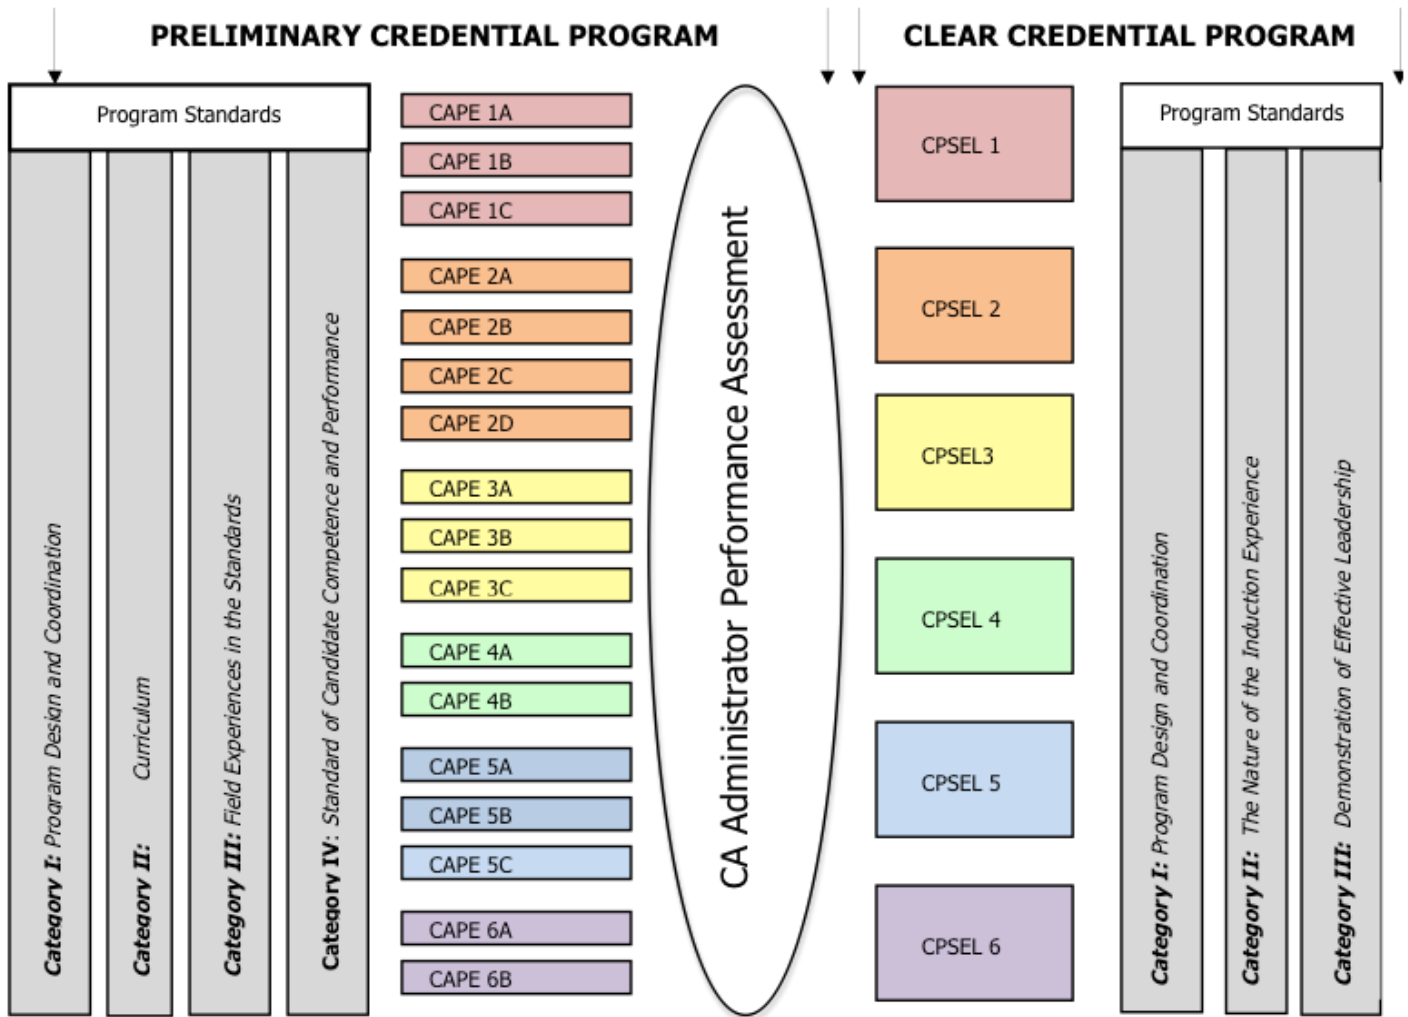 PRELIMINARY CREDENTIAL PROGRAM
CLEAR CREDENTIAL PROGRAM
Program Standards
Category I: Program Design and Coordination
Category II: Curriculum
Category III: Field Experiences in the Standards
Category IV: Standard of Candidate Competence and Performance
CAPE 1A
CAPE 1B
CAPE 1C
CAPE 2A
CAPE 2B
CAPE 2C
CAPE 2D
CAPE 3A
CAPE 3B
CAPE 3C
CAPE 4A
CAPE 4B
CAPE 5A
CAPE 5B
CAPE 5C
CAPE 6A
CAPE 6B
CA Administrator Performance Assessment
CPSEL 1
CPSEL 2
CPSEL3
CPSEL 4
CPSEL 5
CPSEL 6
Program Standards
Category I: Program Design and Coordination
Category II: The Nature of the Induction Experience
Category III: Demonstration of Effective Leadership